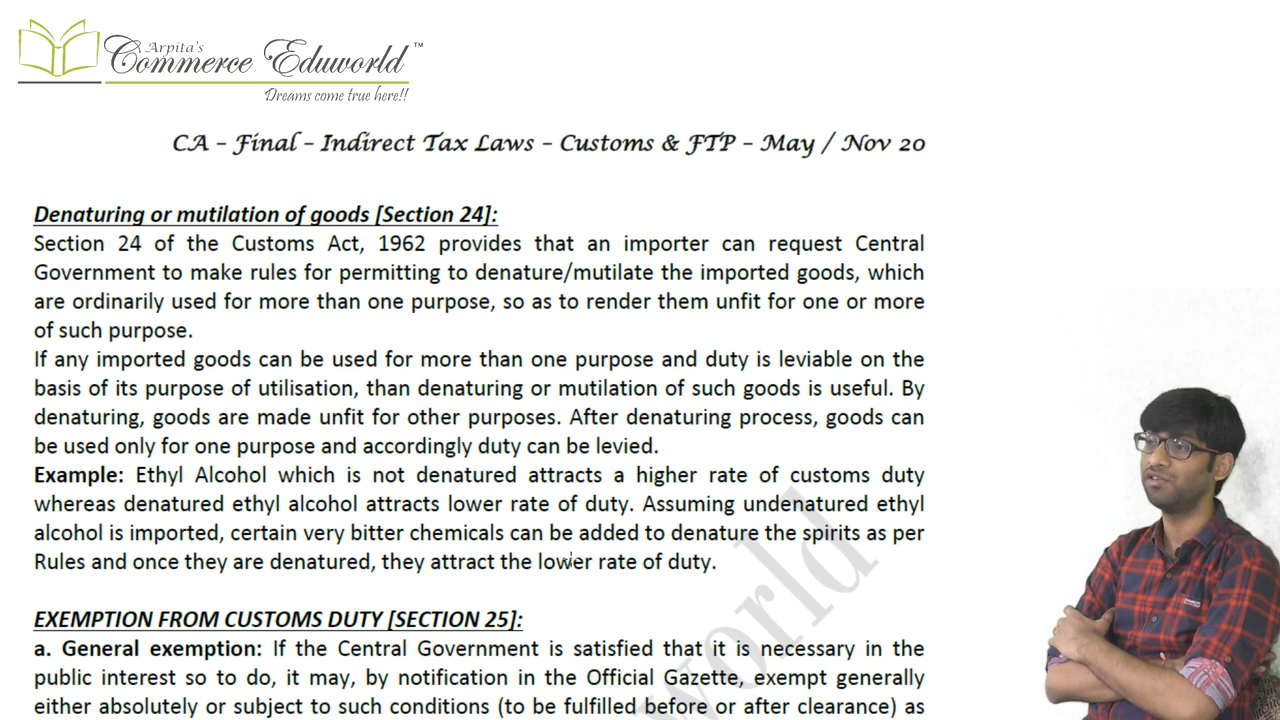 Arpita's
Commerce Eduworld™
Dreams come true here!!
CA – Final – Indirect Tax Laws – Customs & FTP – May / Nov 20
Denaturing or mutilation of goods [Section 24]:
Section 24 of the Customs Act, 1962 provides that an importer can request Central
Government to make rules for permitting to denature/mutilate the imported goods, which
are ordinarily used for more than one purpose, so as to render them unfit for one or more
of such purpose.
If any imported goods can be used for more than one purpose and duty is leviable on the
basis of its purpose of utilisation, than denaturing or mutilation of such goods is useful. By
denaturing, goods are made unfit for other purposes. After denaturing process, goods can
be used only for one purpose and accordingly duty can be levied.
Example: Ethyl Alcohol which is not denatured attracts a higher rate of customs duty
whereas denatured ethyl alcohol attracts lower rate of duty. Assuming undenatured ethyl
alcohol is imported, certain very bitter chemicals can be added to denature the spirits as per
Rules and once they are denatured, they attract the lower rate of duty.
EXEMPTION FROM CUSTOMS DUTY [SECTION 25]:
a. General exemption: If the Central Government is satisfied that it is necessary in the
public interest so to do, it may, by notification in the Official Gazette, exempt generally
either absolutely or subject to such conditions (to be fulfilled before or after clearance) as
world